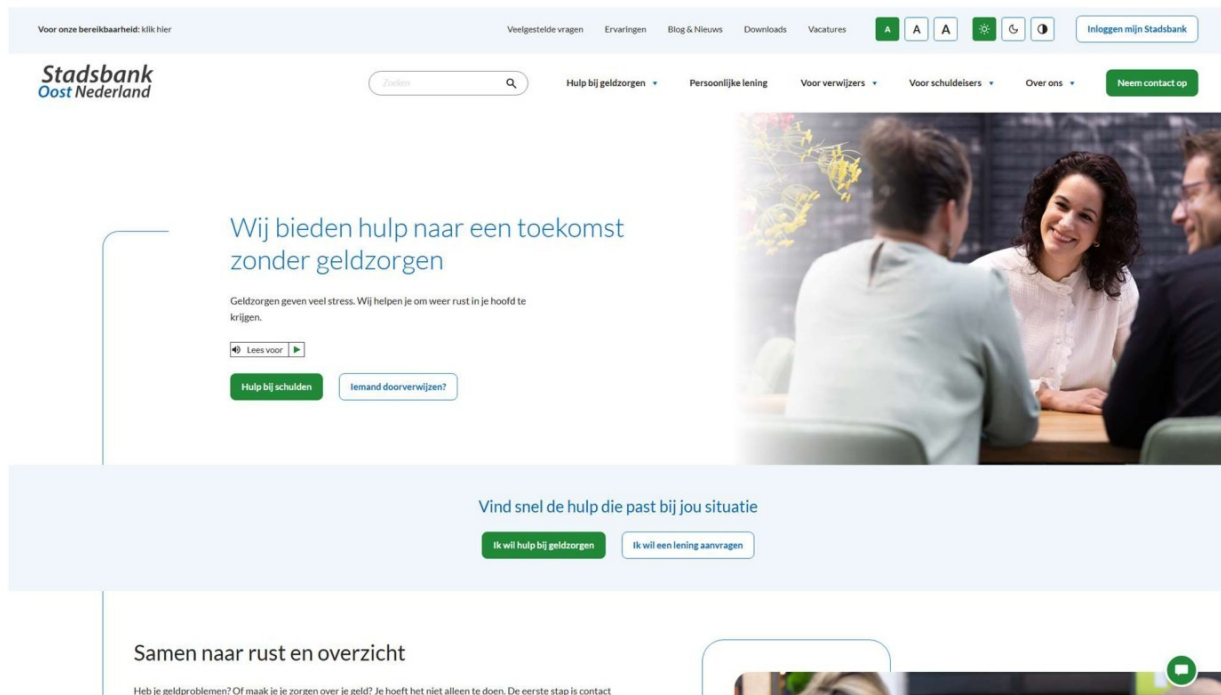 Voor onze bereikbaarheid: klik hier
Veelgestelde vragen
Ervaringen
Blog & Nieuws
Downloads
Vacatures
A
A
A
Inloggen mijn Stadsbank
Stadsbank
Oost Nederland
Zoeken
Hulp bij geldzorgen
Persoonlijke lening
Voor verwijzers
Voor schuldeisers
Over ons
Neem contact op
Wij bieden hulp naar een toekomst
zonder geldzorgen
Geldzorgen geven veel stress. Wij helpen je om weer rust in je hoofd te
krijgen.
Lees voor
Hulp bij schulden
Iemand doorverwijzen?
Vind snel de hulp die past bij jou situatie
Ik wil hulp bij geldzorgen
Ik wil een lening aanvragen
Samen naar rust en overzicht
Heb je geldproblemen? Of maak je je zorgen over je geld? Je hoeft het niet alleen te doen. De eerste stap is contact